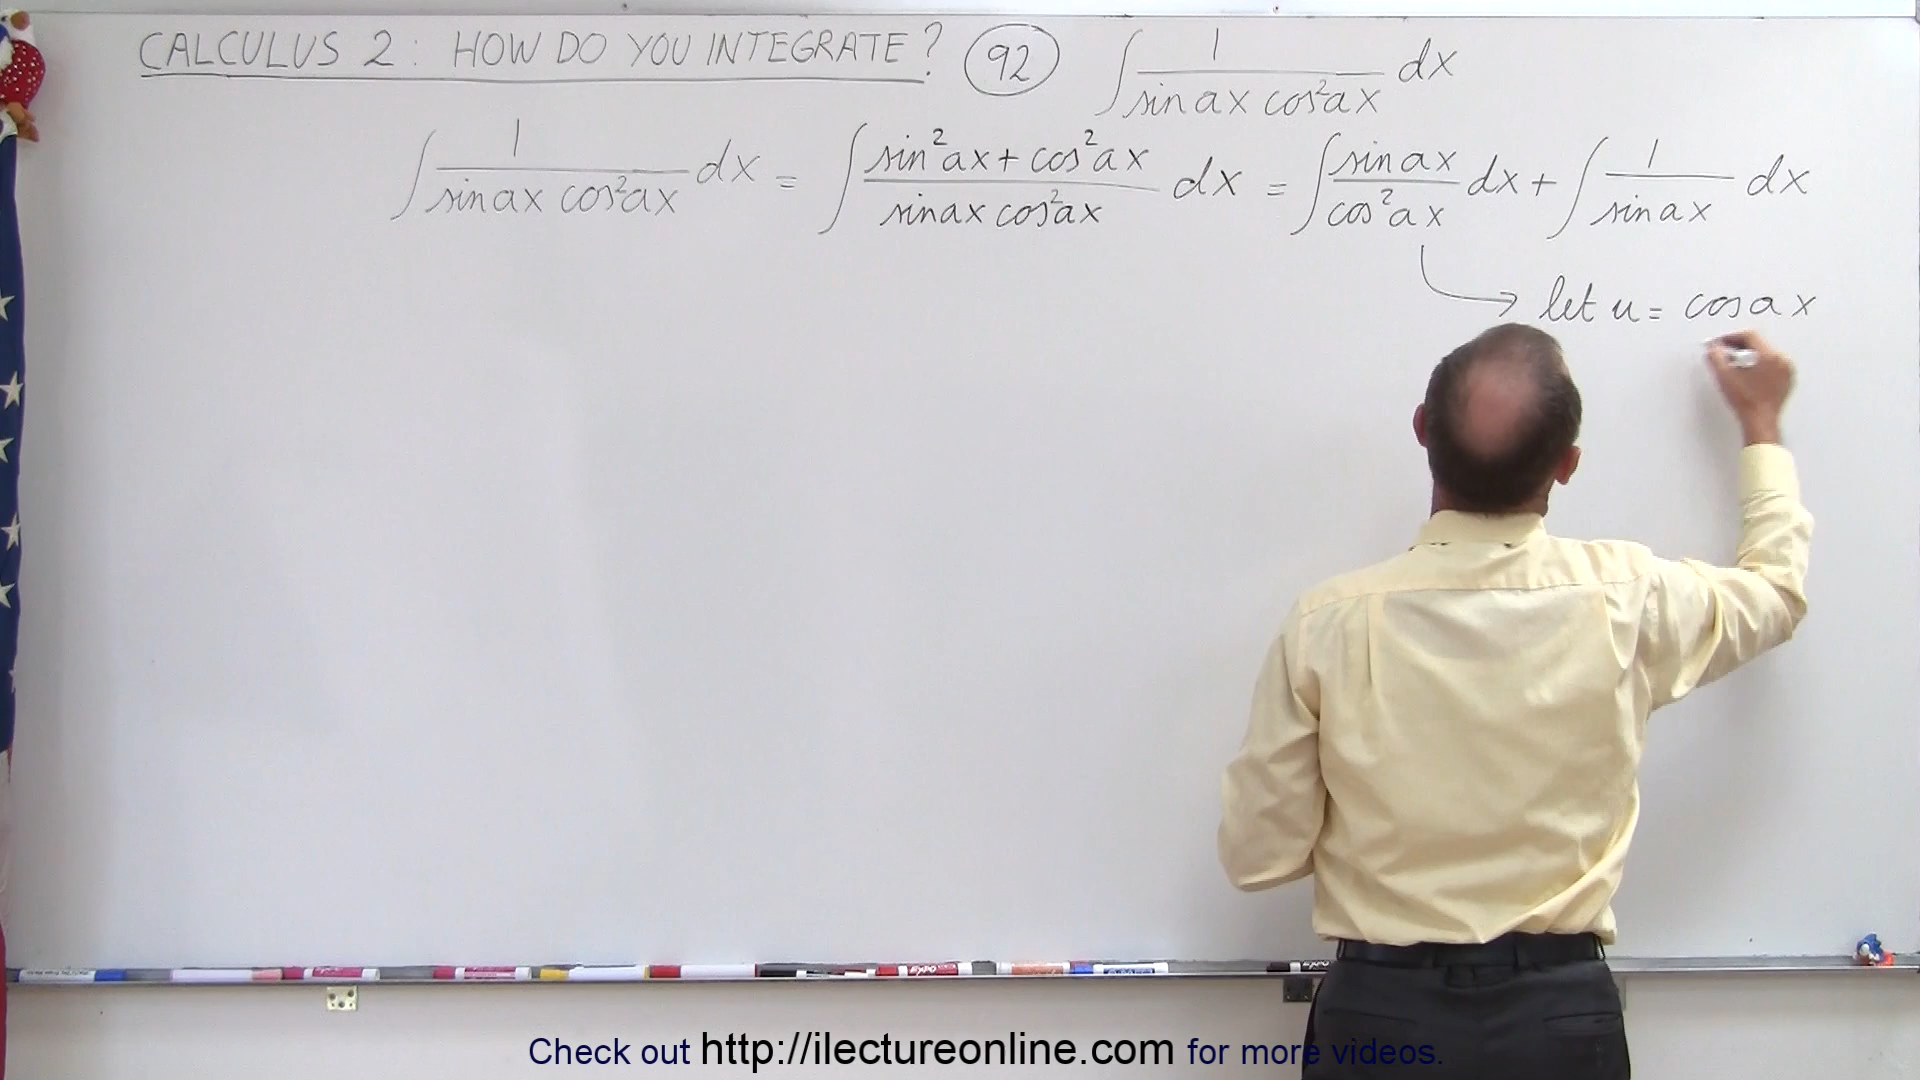 CALCULUS 2: HOW DO YOU INTEGRATE? 92 ∫ 1/(sin ax cos²ax) dx
∫ 1/(sin ax cos²ax) dx = ∫ (sin²ax + cos²ax)/(sin ax cos²ax) dx = ∫ sin ax/cos²ax dx + ∫ 1/sin ax dx
let u = cos ax
EXPO
Check out http://ilectureonline.com for more videos.